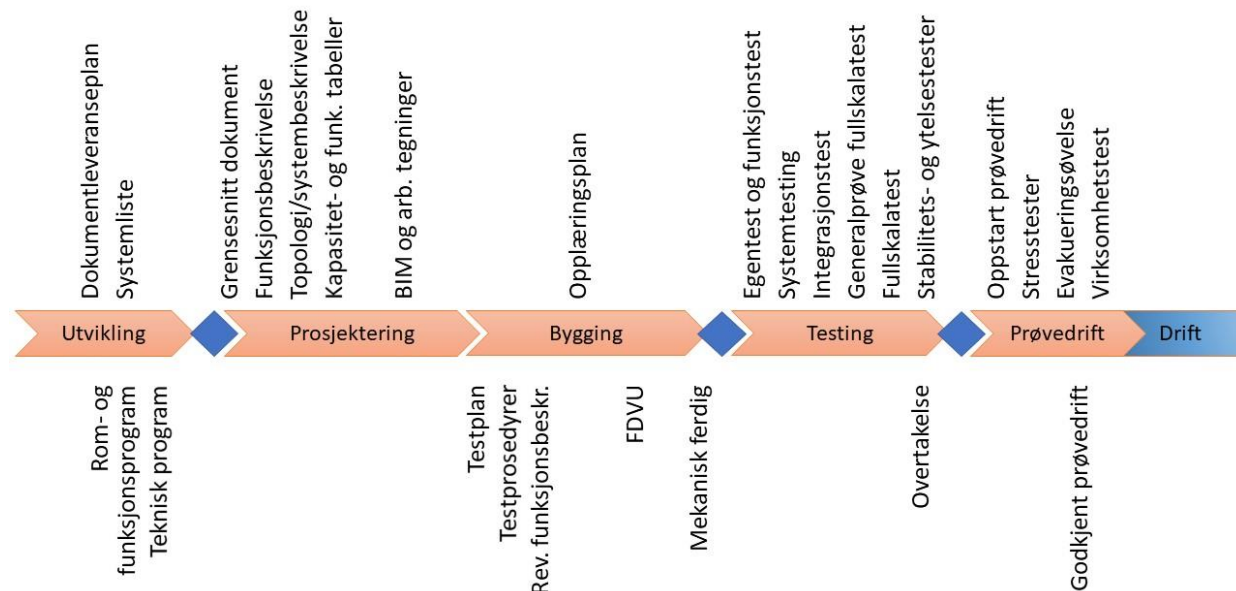 Dokumentleveranseplan
Systemliste
Grensesnitt dokument
Funksjonsbeskrivelse
Topologi/systembeskrivelse
Kapasitet- og funk. tabeller
BIM og arb. tegninger
Opplæringsplan
Egentest og funksjonstest
Systemtesting
Integrasjonstest
Generalprøve fullskalatest
Fullskalatest
Stabilitets- og ytelsestester
Oppstart prøvedrift
Stresstester
Evakueringsøvelse
Virksomhetstest
Utvikling
Prosjektering
Bygging
Testing
Prøvedrift
Drift
Rom- og
funksjonsprogram
Teknisk program
Testplan
Testprosedyrer
Rev. funksjonsbeskr.
FDVU
Mekanisk ferdig
Overtakelse
Godkjent prøvedrift